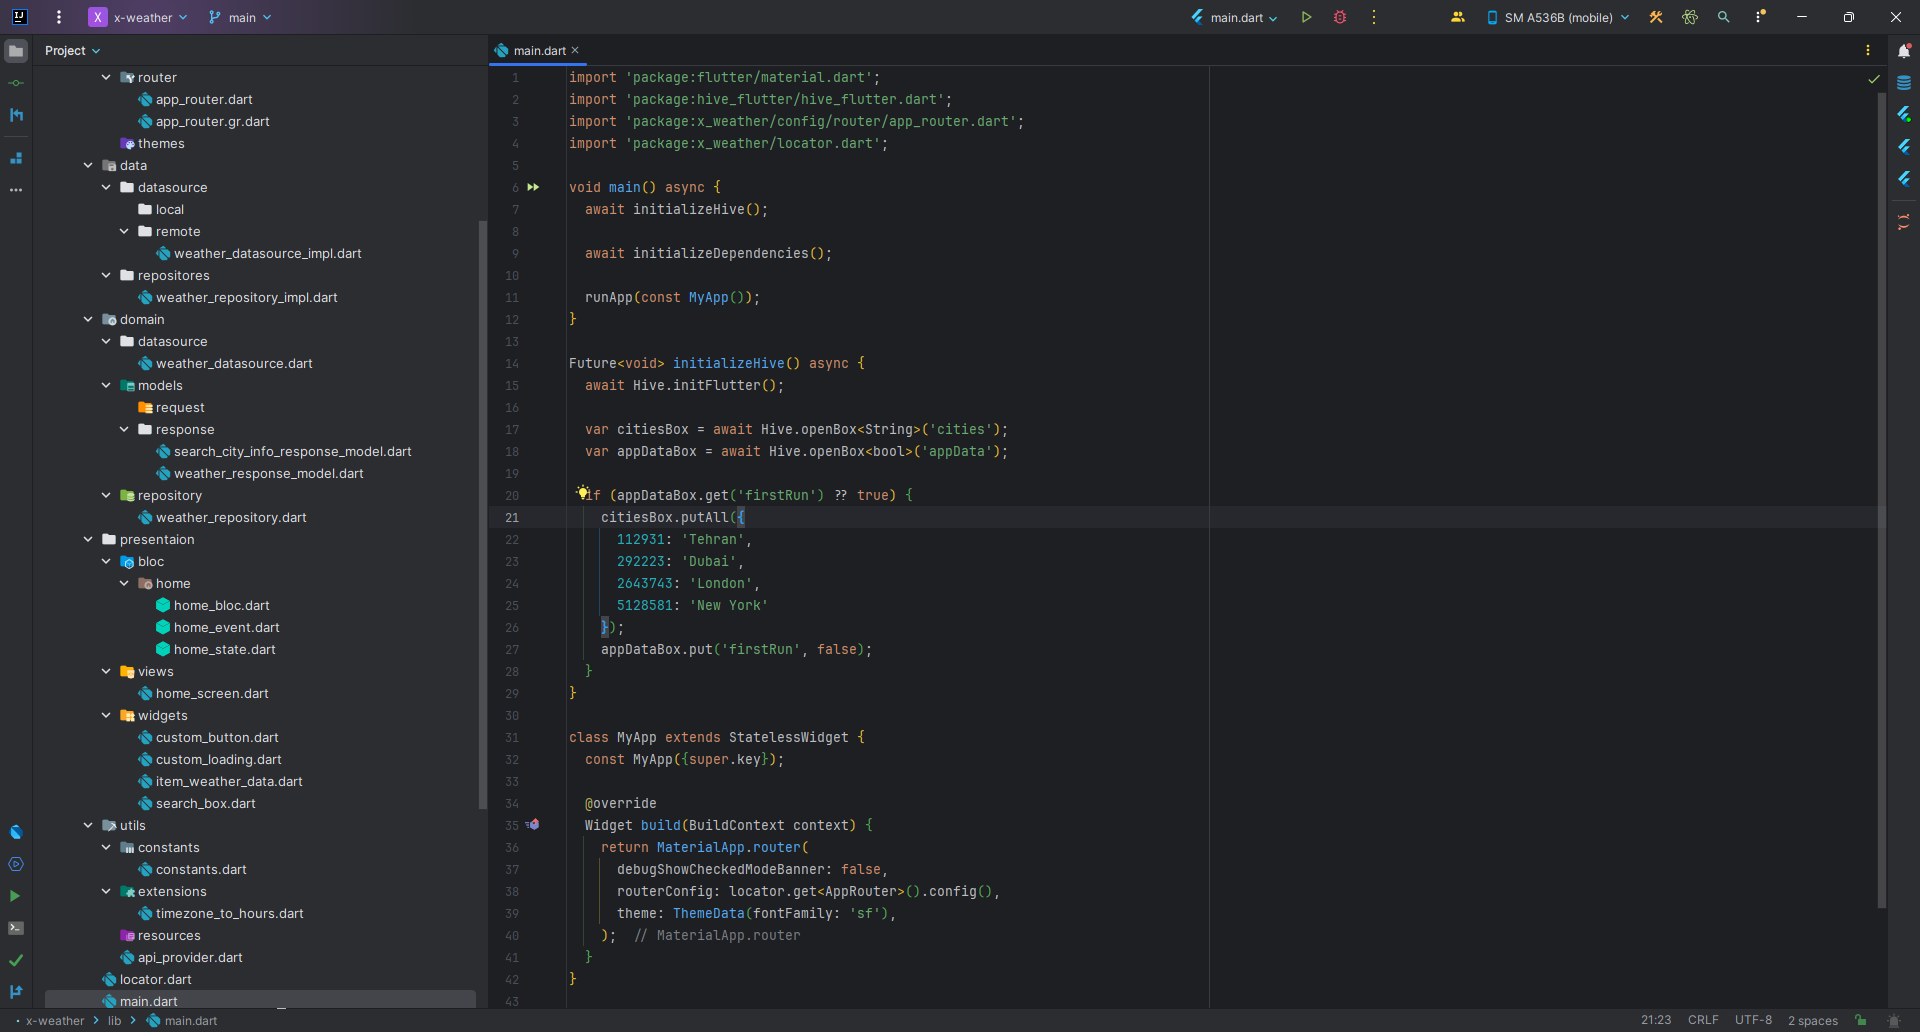 x-weather
main
main.dart
SM A536B (mobile)
Project
router
app_router.dart
app_router.gr.dart
themes
data
datasource
local
remote
weather_datasource_impl.dart
repositores
weather_repository_impl.dart
domain
datasource
weather_datasource.dart
models
request
response
search_city_info_response_model.dart
weather_response_model.dart
repository
weather_repository.dart
presentaion
bloc
home
home_bloc.dart
home_event.dart
home_state.dart
views
home_screen.dart
widgets
custom_button.dart
custom_loading.dart
item_weather_data.dart
search_box.dart
utils
constants
constants.dart
extensions
timezone_to_hours.dart
resources
api_provider.dart
locator.dart
main.dart
main.dart
1 import 'package:flutter/material.dart';
2 import 'package:hive_flutter/hive_flutter.dart';
3 import 'package:x_weather/config/router/app_router.dart';
4 import 'package:x_weather/locator.dart';
5
6 void main() async {
7 await initializeHive();
8
9 await initializeDependencies();
10
11 runApp(const MyApp());
12 }
13
14 Future<void> initializeHive() async {
15 await Hive.initFlutter();
16
17 var citiesBox = await Hive.openBox<String>('cities');
18 var appDataBox = await Hive.openBox<bool>('appData');
19
20 if (appDataBox.get('firstRun') ?? true) {
21 citiesBox.putAll({
22 112931: 'Tehran',
23 292223: 'Dubai',
24 2643743: 'London',
25 5128581: 'New York'
26 });
27 appDataBox.put('firstRun', false);
28 }
29 }
30
31 class MyApp extends StatelessWidget {
32 const MyApp({super.key});
33
34 @override
35 Widget build(BuildContext context) {
36 return MaterialApp.router(
37 debugShowCheckedModeBanner: false,
38 routerConfig: locator.get<AppRouter>().config(),
39 theme: ThemeData(fontFamily: 'sf'),
40 ); // MaterialApp.router
41 }
42 }
43
x-weather > lib > main.dart
21:23 CRLF UTF-8 2 spaces